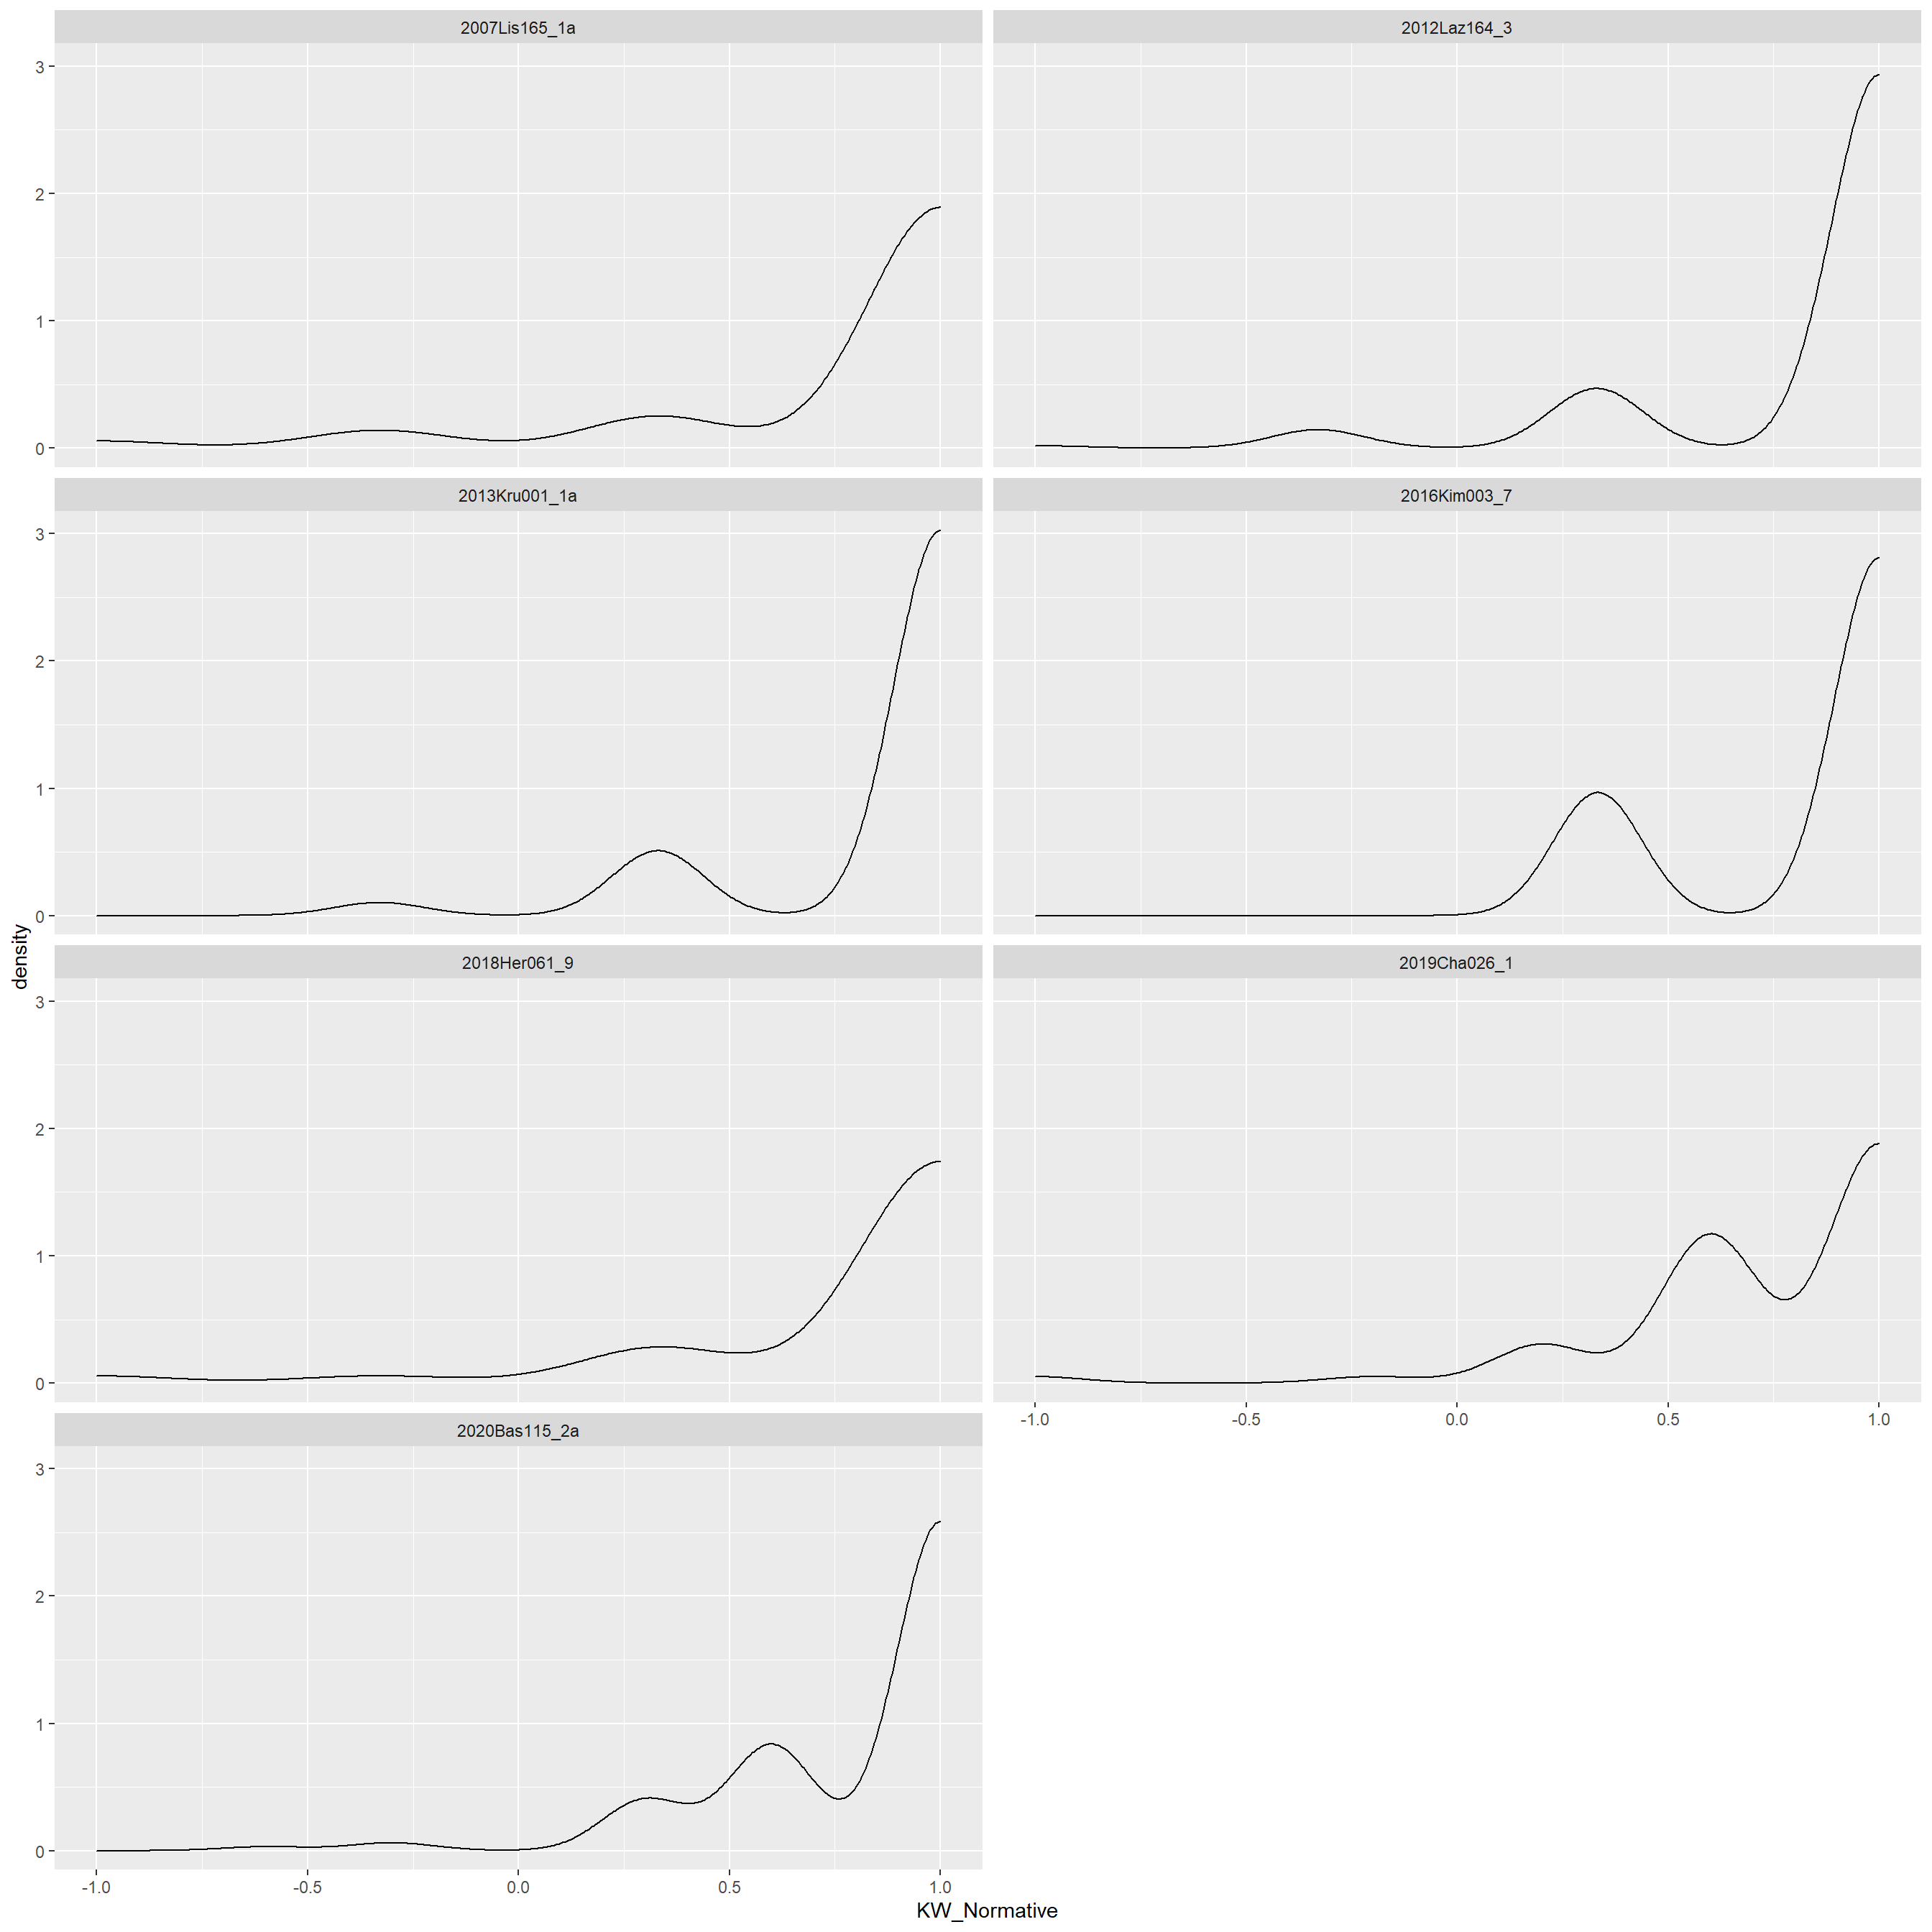 2007Lis165_1a 2012Laz164_3
3
2
1
0
2013Kru001_1a 2016Kim003_7
3
2
1
0
2018Her061_9 2019Cha026_1
3
2
1
0
-1.0 -0.5 0.0 0.5 1.0
2020Bas115_2a
3
2
1
0
-1.0 -0.5 0.0 0.5 1.0
density
KW_Normative